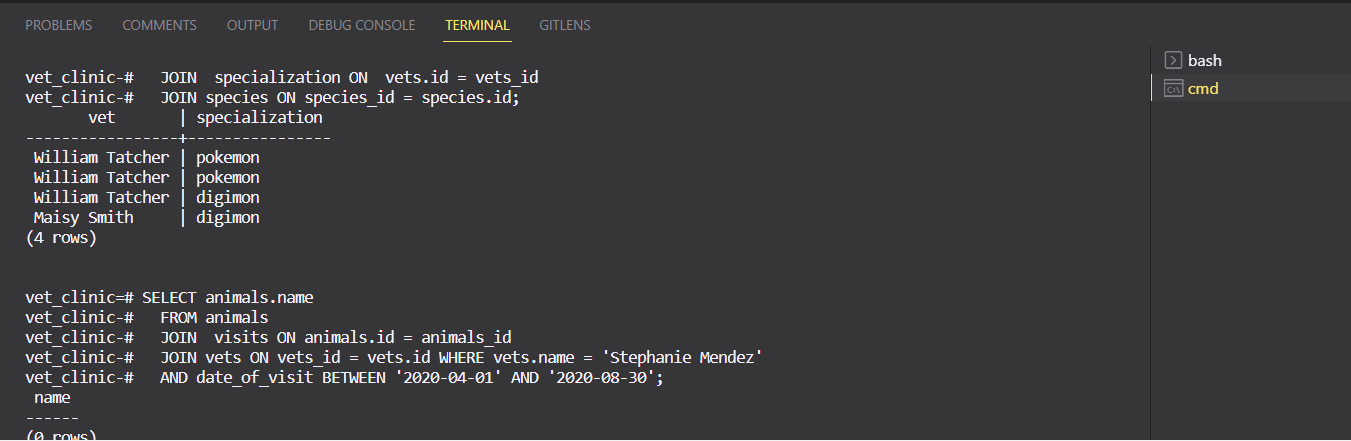 PROBLEMS COMMENTS OUTPUT DEBUG CONSOLE TERMINAL GITLENS
bash
cmd
vet_clinic-#   JOIN  specialization ON  vets.id = vets_id
vet_clinic-#   JOIN species ON species_id = species.id;
       vet       | specialization
-----------------+----------------
 William Tatcher | pokemon
 William Tatcher | pokemon
 William Tatcher | digimon
 Maisy Smith     | digimon
(4 rows)
vet_clinic=# SELECT animals.name
vet_clinic-#   FROM animals
vet_clinic-#   JOIN  visits ON animals.id = animals_id
vet_clinic-#   JOIN vets ON vets_id = vets.id WHERE vets.name = 'Stephanie Mendez'
vet_clinic-#   AND date_of_visit BETWEEN '2020-04-01' AND '2020-08-30';
 name
------
(0 rows)